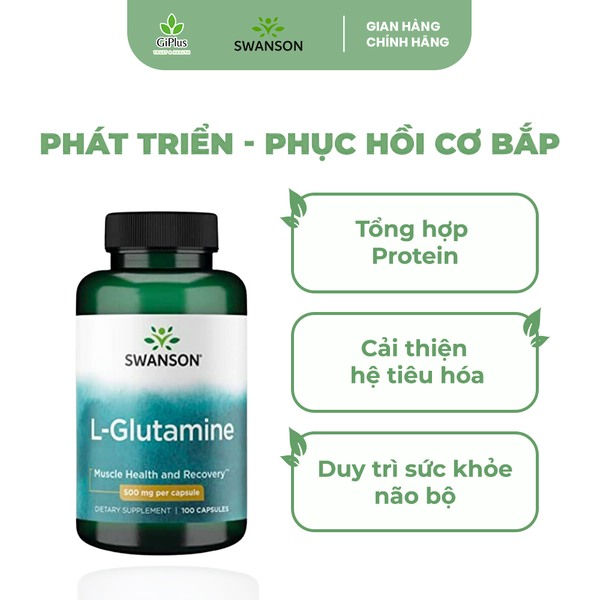 GiPlus
TRUST & HEALTH
SWANSON
GIAN HÀNG
CHÍNH HÃNG
PHÁT TRIỂN - PHỤC HỒI CƠ BẮP
Tổng hợp
Protein
Cải thiện
hệ tiêu hóa
Duy trì sức khỏe
não bộ
SWANSON®
L-Glutamine
Muscle Health and Recovery**
500 mg per capsule
DIETARY SUPPLEMENT | 100 CAPSULES